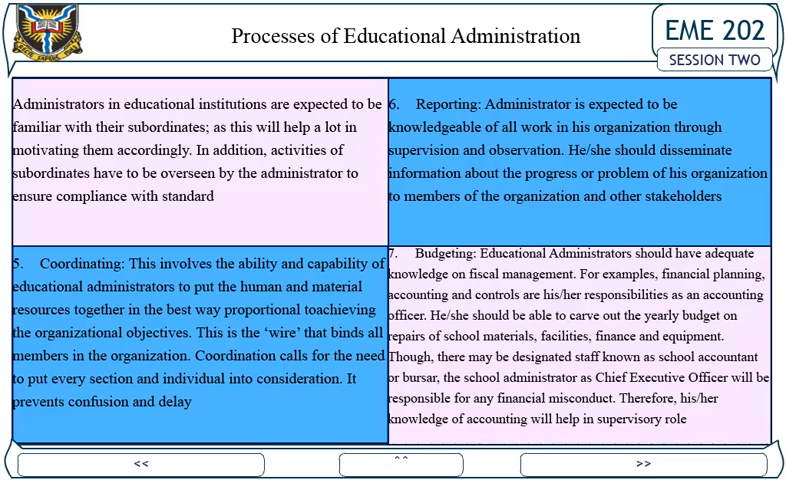 Processes of Educational Administration
EME 202
SESSION TWO
Administrators in educational institutions are expected to be
familiar with their subordinates; as this will help a lot in
motivating them accordingly. In addition, activities of
subordinates have to be overseen by the administrator to
ensure compliance with standard
6. Reporting: Administrator is expected to be
knowledgeable of all work in his organization through
supervision and observation. He/she should disseminate
information about the progress or problem of his organization
to members of the organization and other stakeholders
5. Coordinating: This involves the ability and capability of
educational administrators to put the human and material
resources together in the best way proportional toachieving
the organizational objectives. This is the ‘wire’ that binds all
members in the organization. Coordination calls for the need
to put every section and individual into consideration. It
prevents confusion and delay
7. Budgeting: Educational Administrators should have adequate
knowledge on fiscal management. For examples, financial planning,
accounting and controls are his/her responsibilities as an accounting
officer. He/she should be able to carve out the yearly budget on
repairs of school materials, facilities, finance and equipment.
Though, there may be designated staff known as school accountant
or bursar, the school administrator as Chief Executive Officer will be
responsible for any financial misconduct. Therefore, his/her
knowledge of accounting will help in supervisory role
<<
^^
>>